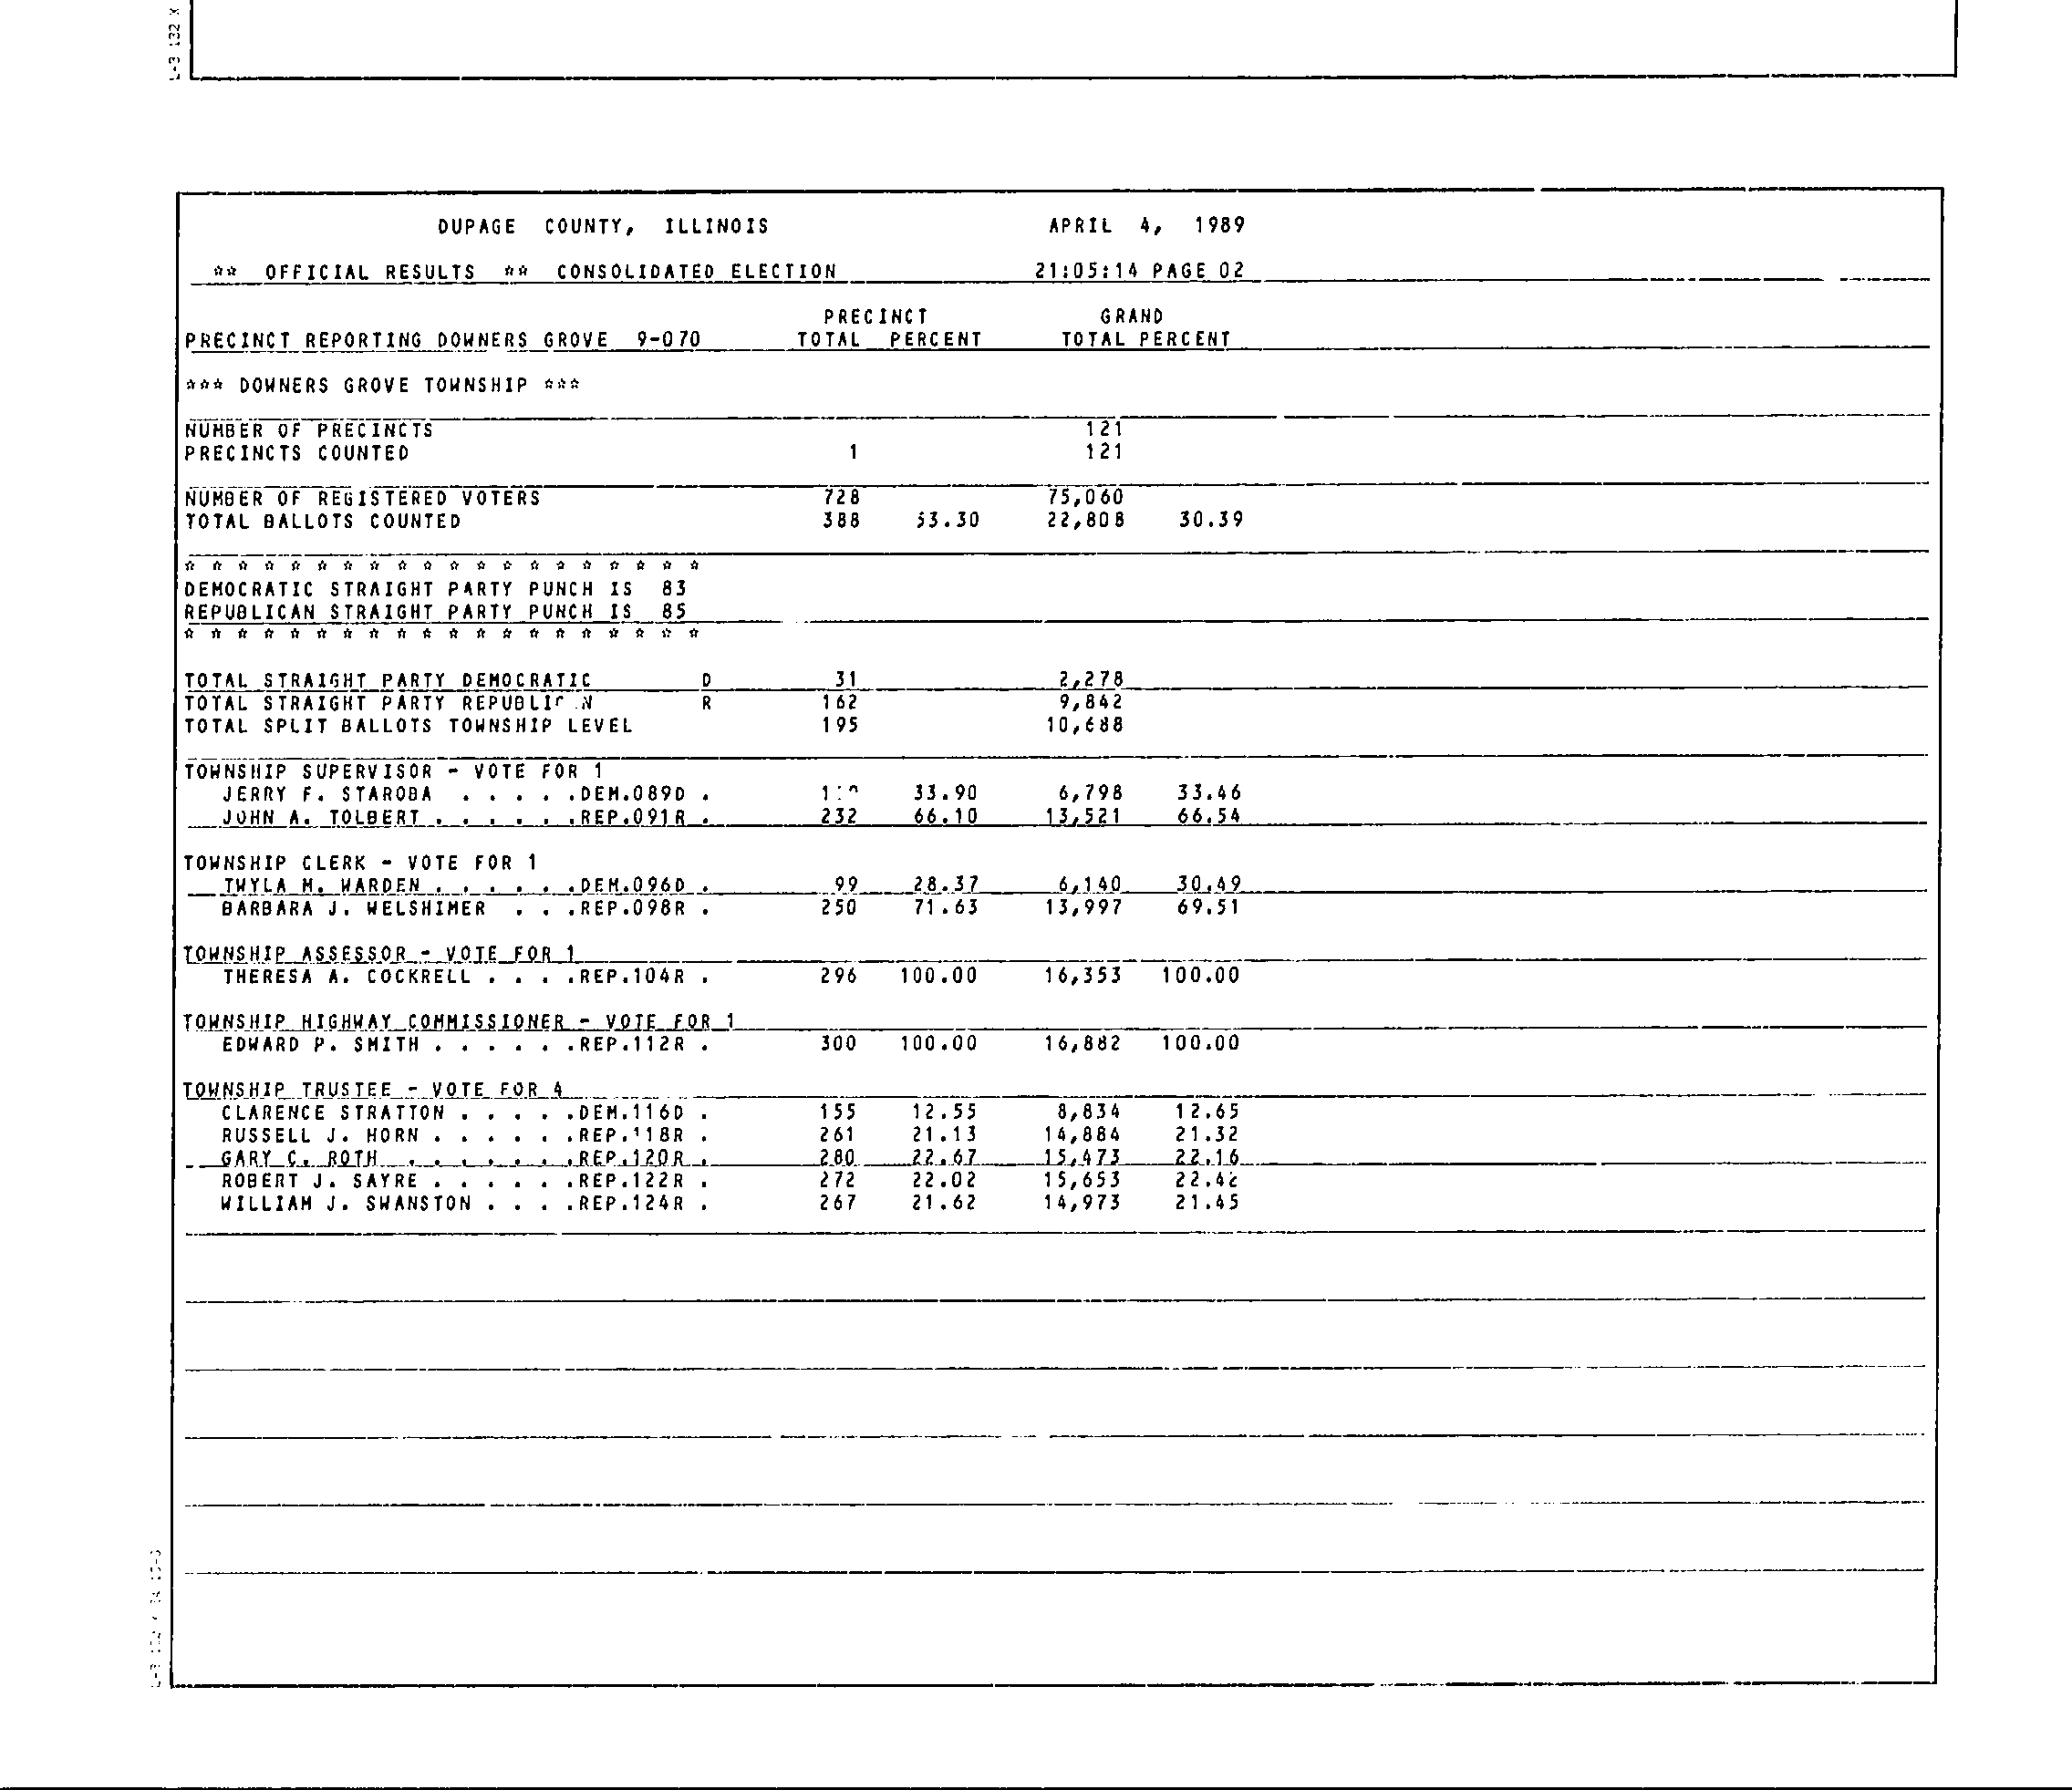 DUPAGE COUNTY, ILLINOIS APRIL 4, 1989
** OFFICIAL RESULTS ** CONSOLIDATED ELECTION 21:05:14 PAGE 02
PRECINCT GRAND
PRECINCT REPORTING DOWNERS GROVE 9-070 TOTAL PERCENT TOTAL PERCENT
*** DOWNERS GROVE TOWNSHIP ***
NUMBER OF PRECINCTS 121
PRECINCTS COUNTED 1 121
NUMBER OF REGISTERED VOTERS 728 75,060
TOTAL BALLOTS COUNTED 388 53.30 22,808 30.39
* * * * * * * * * * * * * * * * * * * *
DEMOCRATIC STRAIGHT PARTY PUNCH IS 83
REPUBLICAN STRAIGHT PARTY PUNCH IS 85
* * * * * * * * * * * * * * * * * * * *
TOTAL STRAIGHT PARTY DEMOCRATIC D 31 2,278
TOTAL STRAIGHT PARTY R 162 9,842
TOTAL SPLIT BALLOTS TOWNSHIP LEVEL 195 10,688
TOWNSHIP SUPERVISOR - VOTE FOR 1
JERRY F. STAROBA . . . . .DEM.089D . 33.90 6,798 33.46
JOHN A. TOLBERT . . . . . .REP.091R . 232 66.10 13,521 66.54
TOWNSHIP CLERK - VOTE FOR 1
TWYLA M. WARDEN . . . . . .DEM.096D . 99 28.37 6,140 30.49
BARBARA J. WELSHIMER . . .REP.098R . 250 71.63 13,997 69.51
TOWNSHIP ASSESSOR - VOTE FOR 1
THERESA A. COCKRELL . . . .REP.104R . 296 100.00 16,353 100.00
TOWNSHIP HIGHWAY COMMISSIONER - VOTE FOR 1
EDWARD P. SMITH . . . . . .REP.112R . 300 100.00 16,882 100.00
TOWNSHIP TRUSTEE - VOTE FOR 4
CLARENCE STRATTON . . . . .DEM.116D . 155 12.55 8,834 12.65
RUSSELL J. HORN . . . . . .REP.118R . 261 21.13 14,884 21.32
GARY C. ROTH . . . . . . .REP.120R . 280 22.67 15,473 22.16
ROBERT J. SAYRE . . . . . .REP.122R . 272 22.02 15,653 22.42
WILLIAM J. SWANSTON . . . .REP.124R . 267 21.62 14,973 21.45